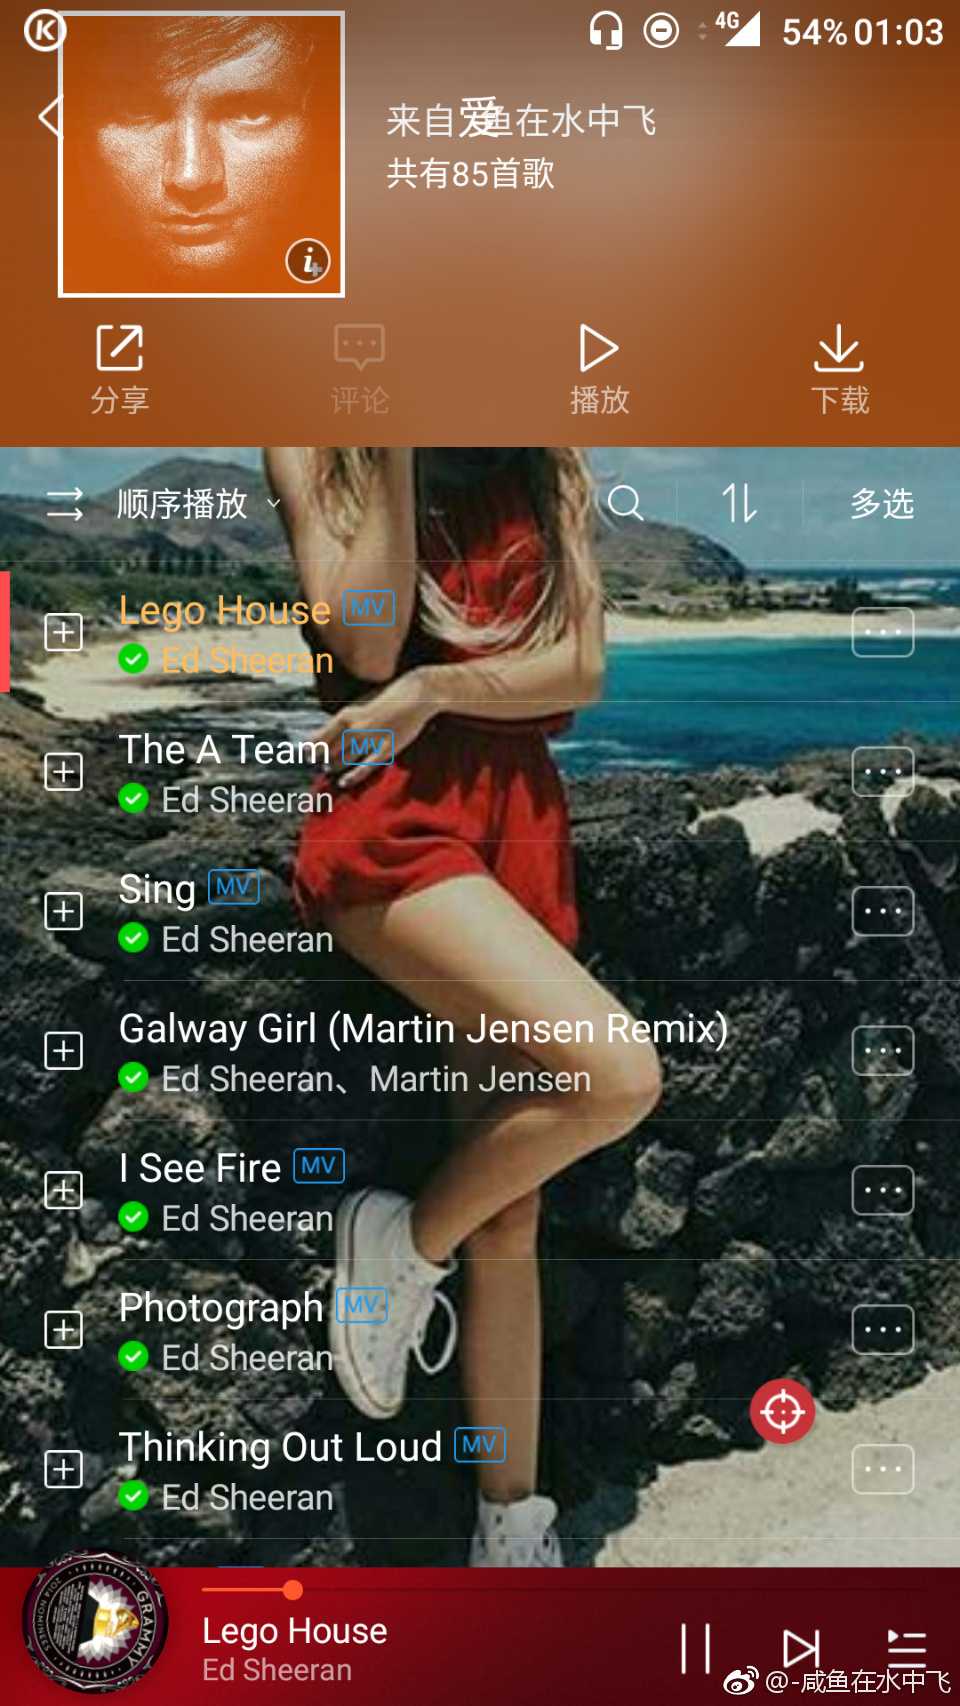 K 4G 54% 01:03
爱
来自 鱼在水中飞
共有85首歌
i
分享 评论 播放 下载
顺序播放 多选
Lego House MV
Ed Sheeran
The A Team MV
Ed Sheeran
Sing MV
Ed Sheeran
Galway Girl (Martin Jensen Remix)
Ed Sheeran、Martin Jensen
I See Fire MV
Ed Sheeran
Photograph MV
Ed Sheeran
Thinking Out Loud MV
Ed Sheeran
GRAMMY
2014 NOMINEES
Lego House
Ed Sheeran
@-咸鱼在水中飞